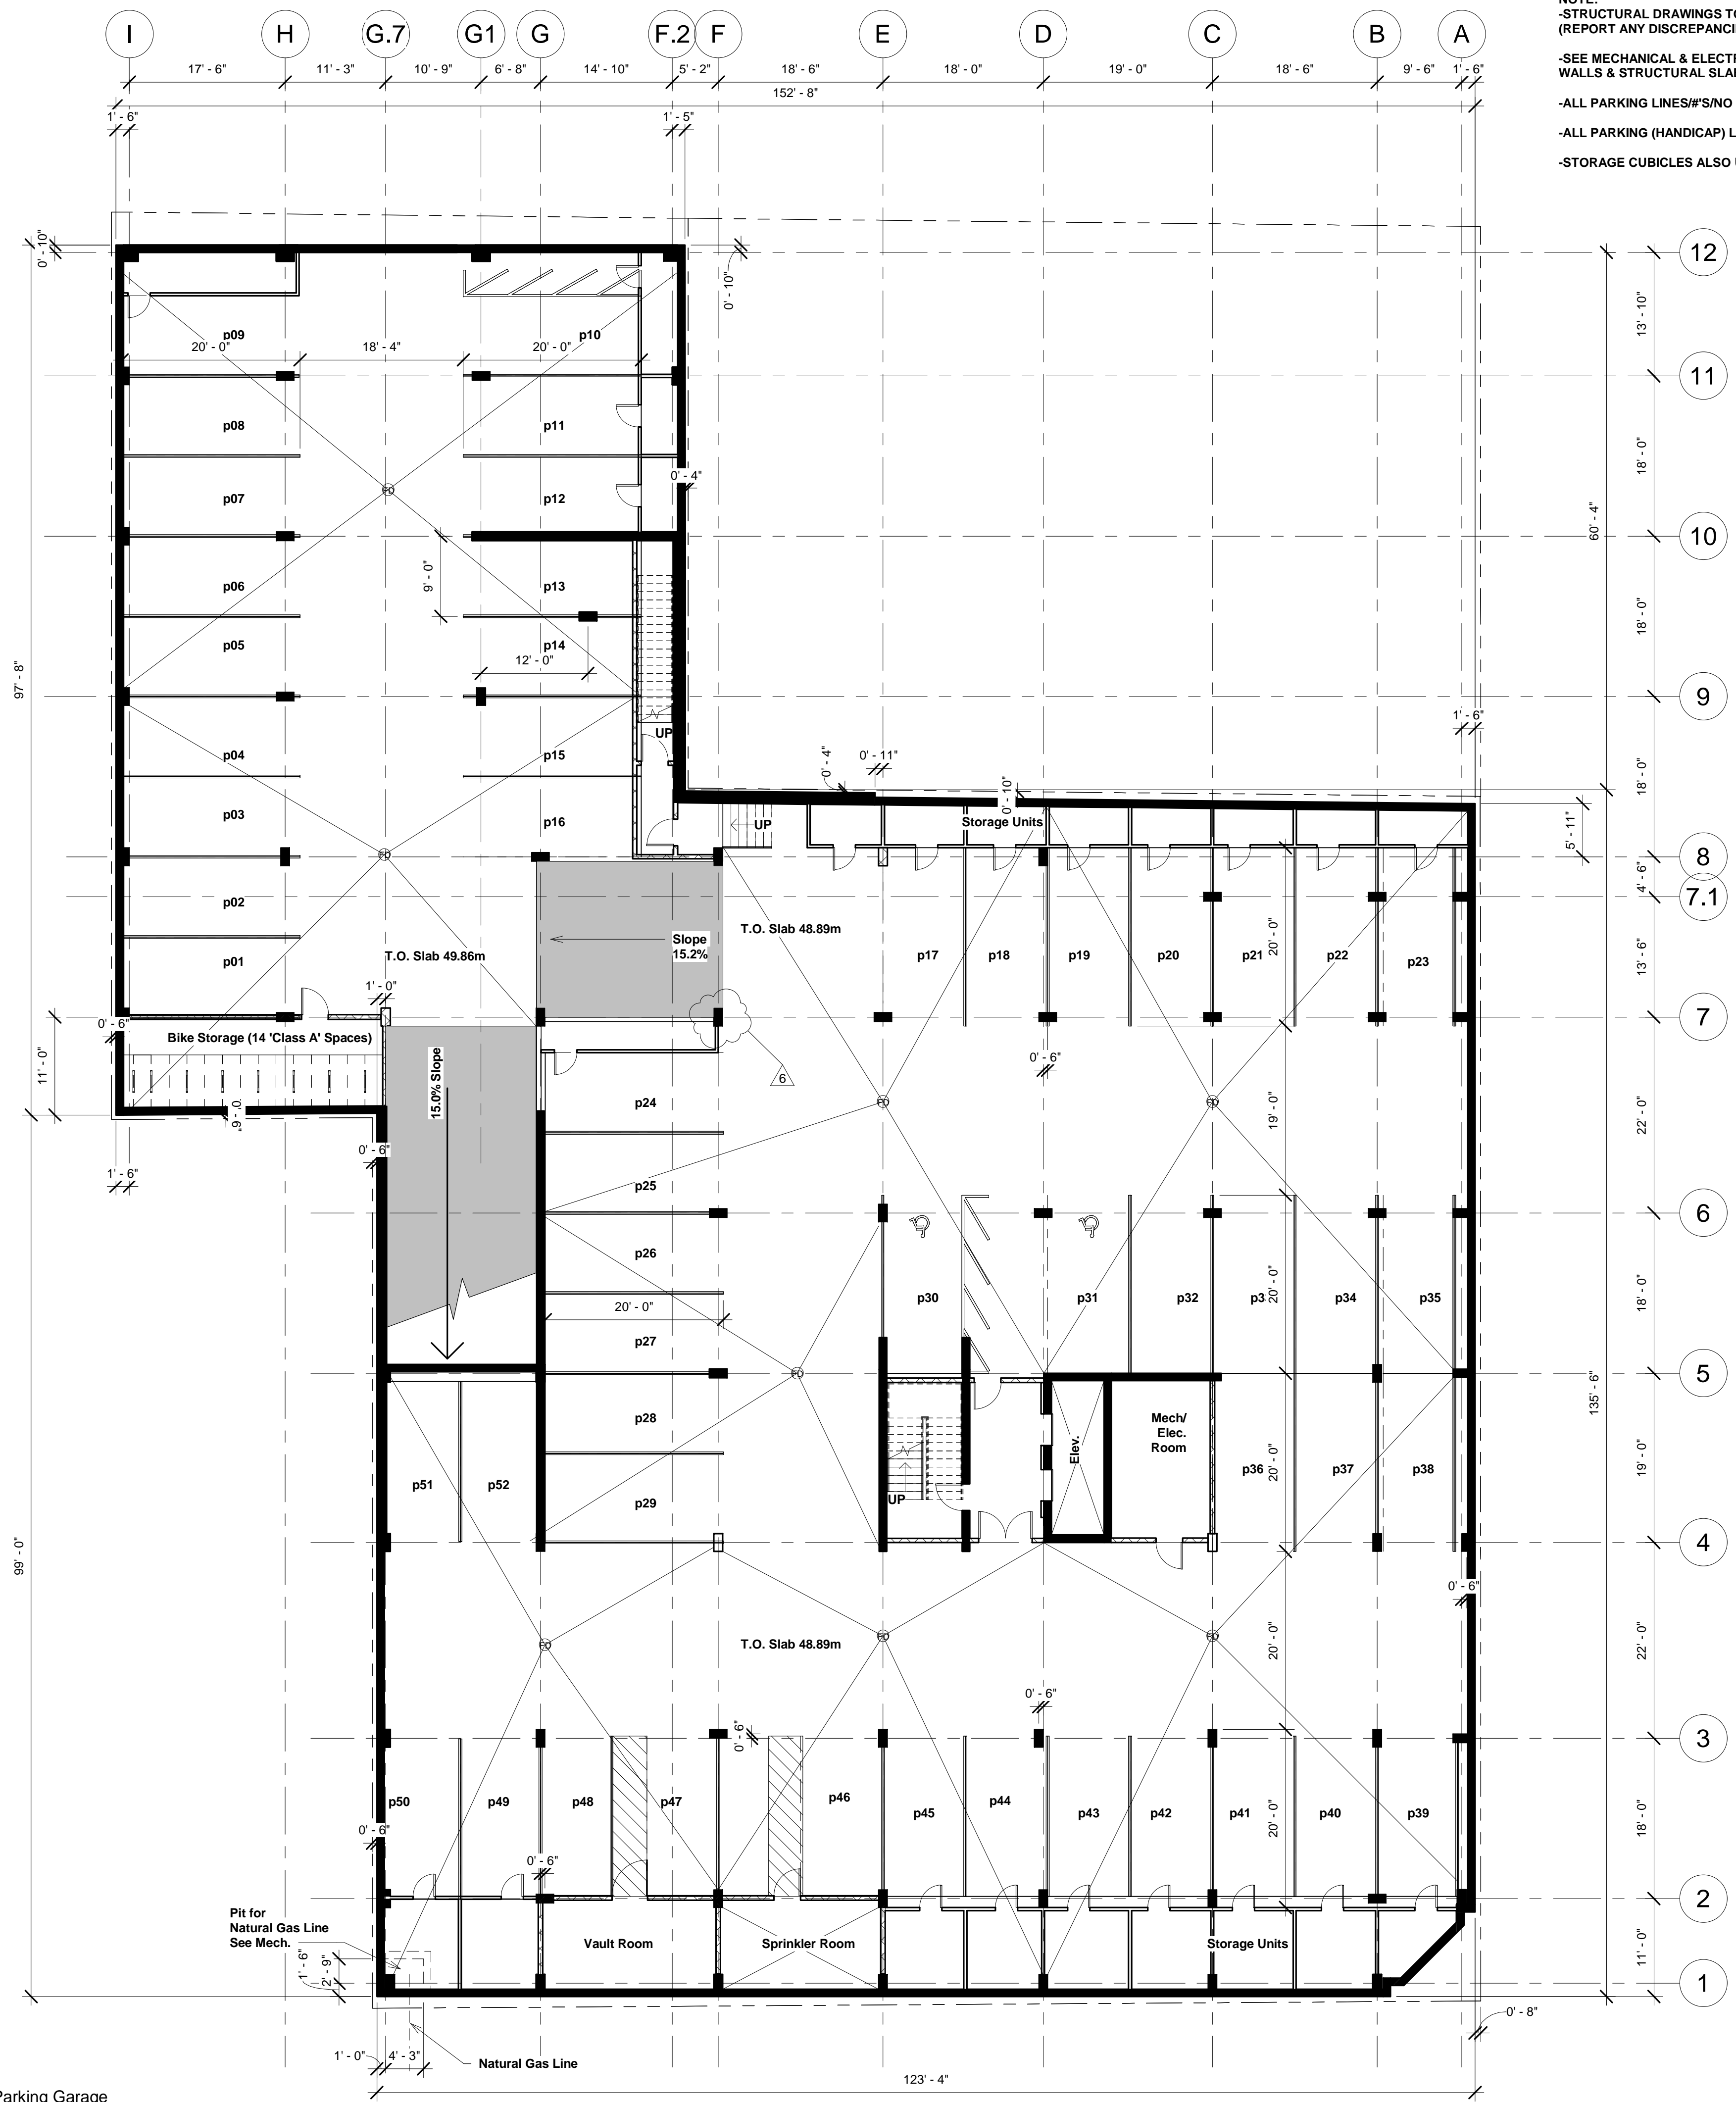 NOTE:
-STRUCTURAL DRAWINGS TO
(REPORT ANY
-SEE MECHANICAL &
WALLS & STRUCTURAL
-ALL PARKING LINES/#'S/NO
-ALL PARKING (HANDICAP)
-STORAGE CUBICLES ALSO
I H G.7 G1 G F.2 F E D C B A
17' - 6" 11' - 3" 10' - 9" 6' - 8" 14' - 10" 5' - 2" 18' - 6" 18' - 0" 19' - 0" 18' - 6" 9' - 6" 1' - 6"
152' - 8"
1' - 6" 1' - 5"
0' - 10" 0' - 10"
12
13' - 10"
p09 p10
20' - 0" 18' - 4" 20' - 0"
11
p08 p11
18' - 0"
0' - 4"
FD
p07 p12
60' - 4"
10
9' - 0"
p06 p13
18' - 0"
p05 p14
12' - 0"
97' - 8"
9
1' - 6"
UP
p04 p15
0' - 4" 0' - 11"
18' - 0"
0' - 10"
p03 p16
UP
Storage Units
5' - 11"
FD
8
4' - 6"
7.1
p02
T.O. Slab 48.89m
20' - 0"
Slope
15.2%
p01
T.O. Slab 49.86m
p17 p18 p19 p20 p21 p22 p23
13' - 6"
1' - 0"
7
0' - 6"
Bike Storage (14 'Class A' Spaces)
11' - 0"
15.0% Slope
6
0' - 6"
0' - 6"
p24
FD FD
19' - 0"
22' - 0"
0' - 6"
1' - 6"
p25
6
p26
p30 p31 p32 p3 p34 p35
20' - 0"
18' - 0"
20' - 0"
p27
FD
5
135' - 6"
p28
Mech/
Elec.
Room
Elev.
p51 p52
p36 p37 p38
20' - 0"
19' - 0"
p29
UP
4
99' - 0"
0' - 6"
FD FD FD
T.O. Slab 48.89m
20' - 0"
22' - 0"
0' - 6"
0' - 6"
3
p50 p49 p48 p47 p46 p45 p44 p43 p42 p41 p40 p39
20' - 0"
18' - 0"
0' - 6"
0' - 6"
2
Pit for
Natural Gas Line
See Mech.
Vault Room
Sprinkler Room
Storage Units
11' - 0"
1' - 6"
2' - 9"
1
0' - 8"
1' - 0" 4' - 3"
Natural Gas Line
123' - 4"
Parking Garage